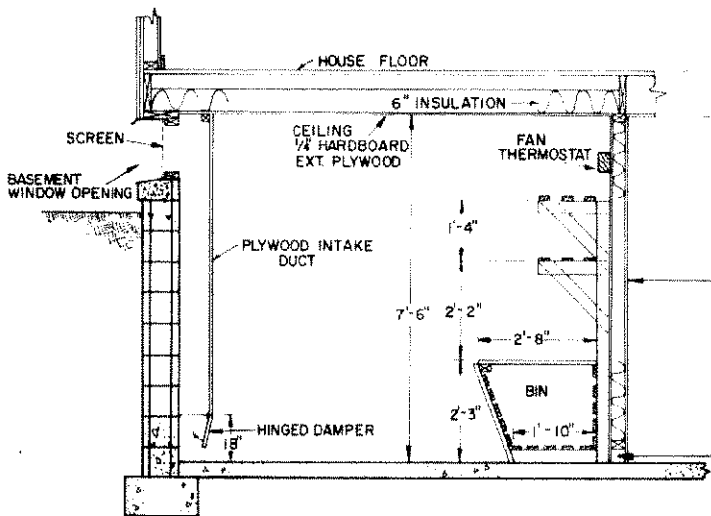 HOUSE FLOOR
6" INSULATION
SCREEN
CEILING
1/4" HARDBOARD
EXT. PLYWOOD
FAN
THERMOSTAT
BASEMENT
WINDOW OPENING
1'-4"
PLYWOOD INTAKE
DUCT
7'-6"
2'-2"
2'-8"
BIN
2'-3"
1'-10"
HINGED DAMPER
18"